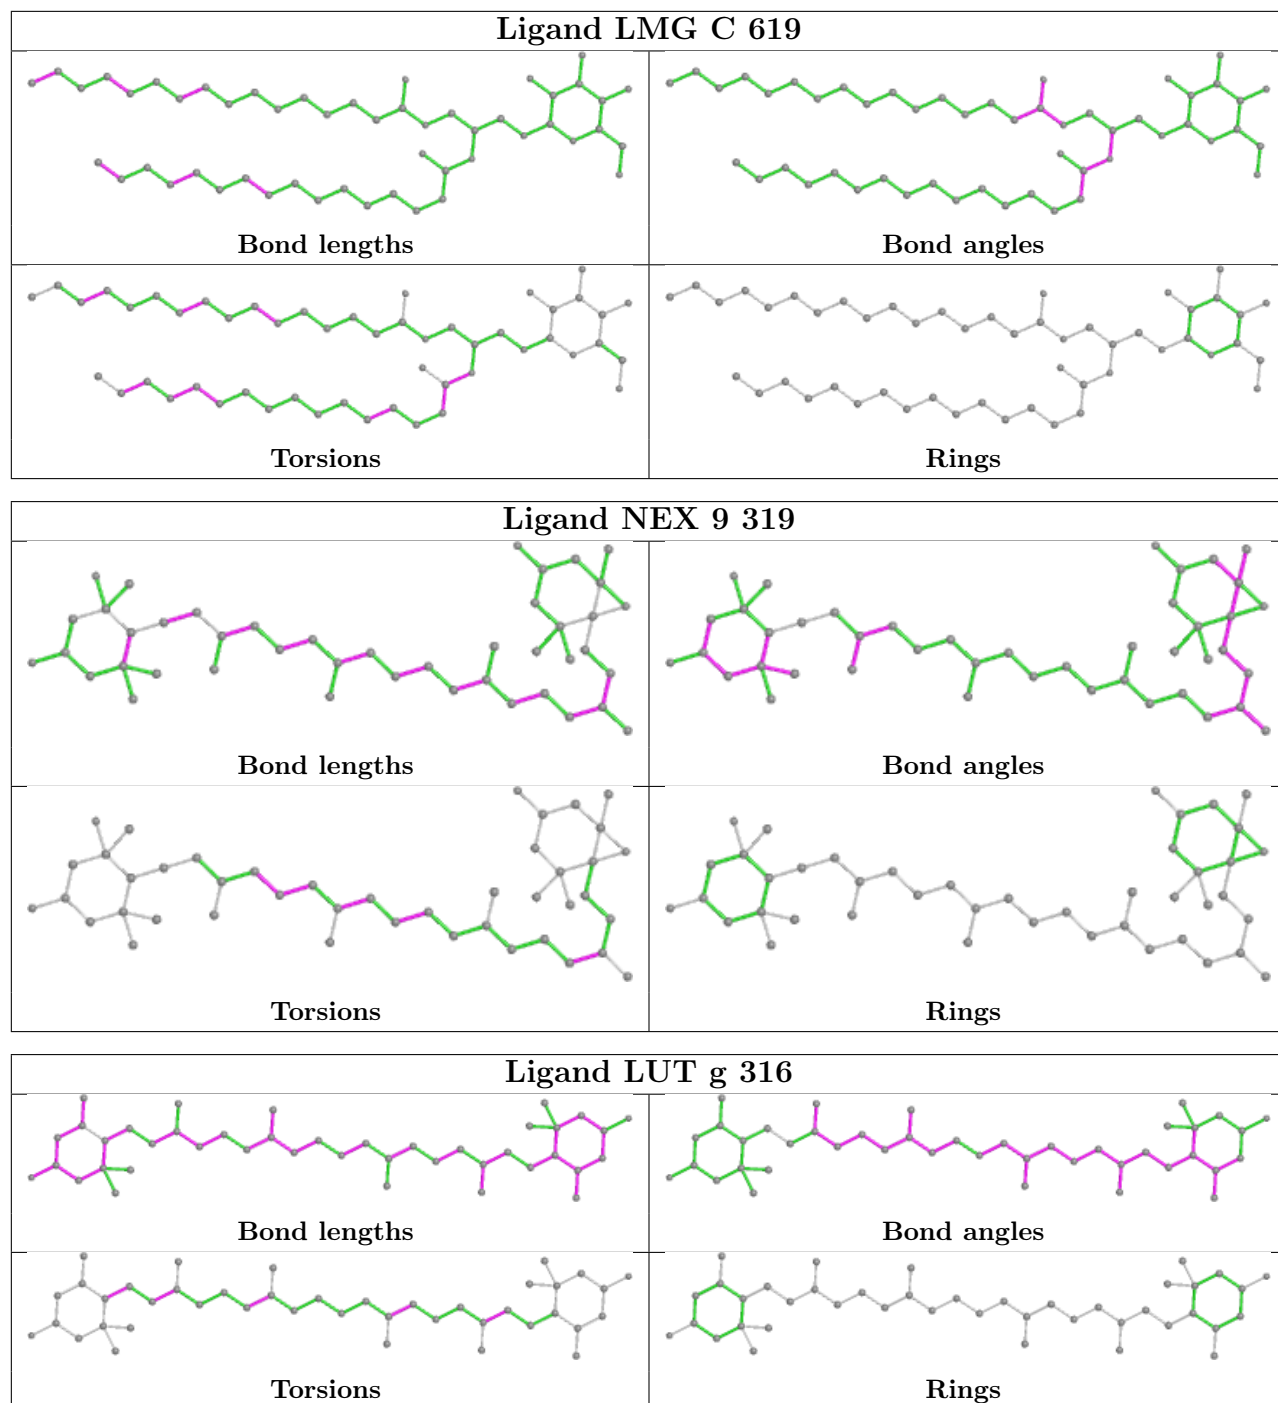 Ligand LMG C 619
Bond lengths
Bond angles
Torsions
Rings
Ligand NEX 9 319
Bond lengths
Bond angles
Torsions
Rings
Ligand LUT g 316
Bond lengths
Bond angles
Torsions
Rings